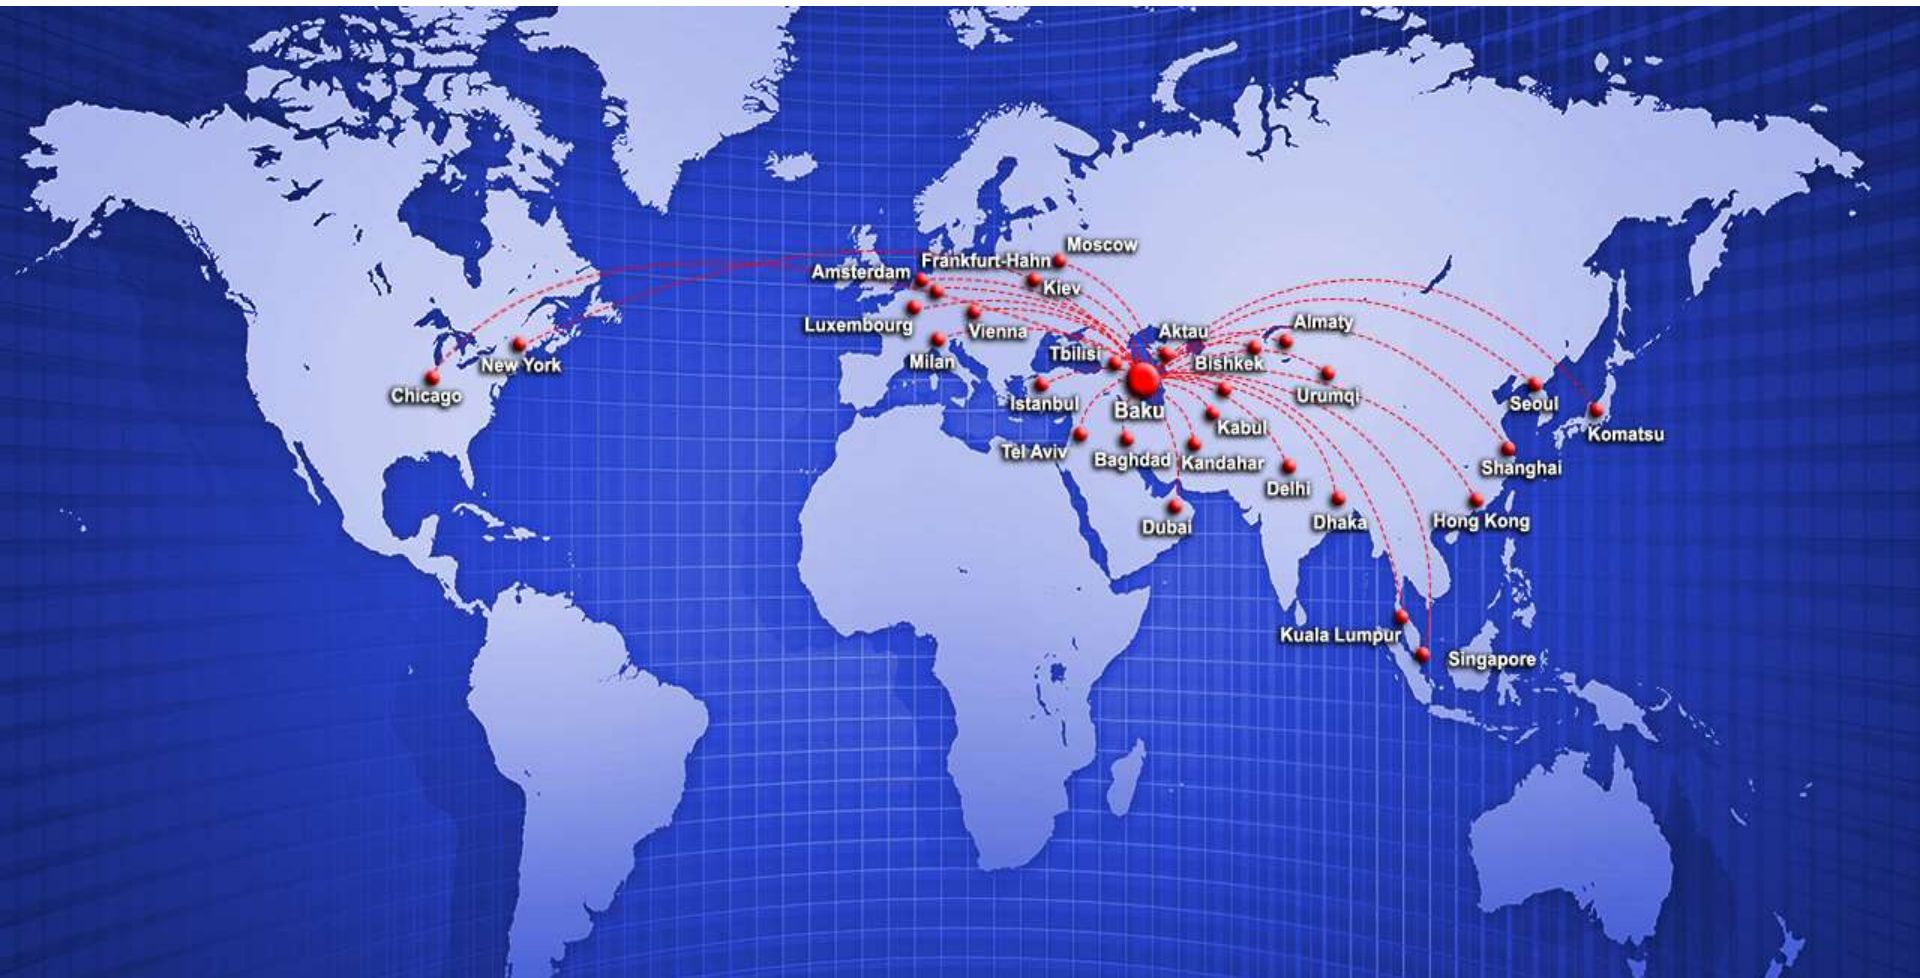 Moscow
Frankfurt-Hahn
Amsterdam
Kiev
Luxembourg
Vienna
Aktau
Almaty
Tbilisi
Milan
Bishkek
New York
Chicago
Istanbul
Baku
Urumqi
Seoul
Kabul
Komatsu
Tel Aviv
Baghdad
Kandahar
Shanghai
Delhi
Dubai
Dhaka
Hong Kong
Kuala Lumpur
Singapore